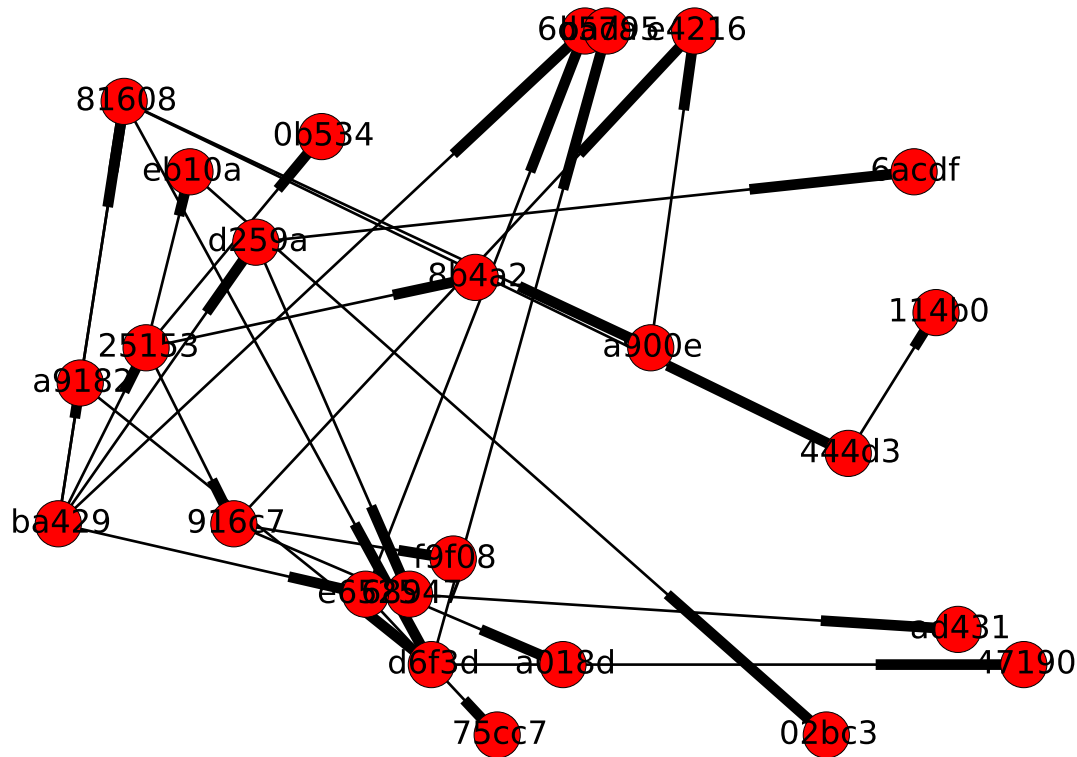 e4216
81608
0b534
eb10a
6acdf
d259a
8b4a2
114b0
25153
a900e
a9182
444d3
ba429
916c7
f9f08
ad431
d6f3d
a018d
47190
75cc7
02bc3